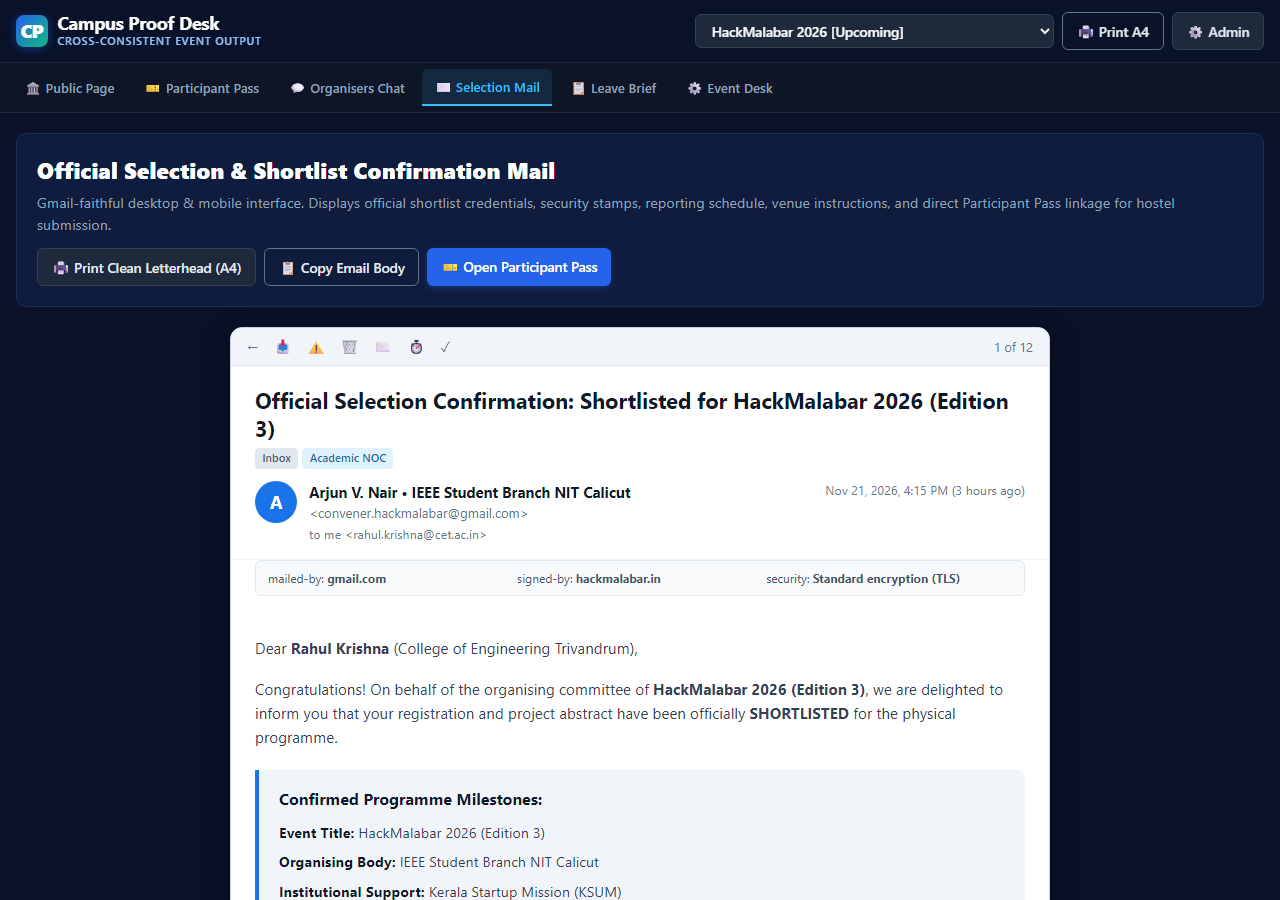 CP
Campus Proof Desk
CROSS-CONSISTENT EVENT OUTPUT
HackMalabar 2026 [Upcoming]
Print A4
Admin
Public Page
Participant Pass
Organisers Chat
Selection Mail
Leave Brief
Event Desk
Official Selection & Shortlist Confirmation Mail
Gmail-faithful desktop & mobile interface. Displays official shortlist credentials, security stamps, reporting schedule, venue instructions, and direct Participant Pass linkage for hostel
submission.
Print Clean Letterhead (A4)
Copy Email Body
Open Participant Pass
1 of 12
Official Selection Confirmation: Shortlisted for HackMalabar 2026 (Edition
3)
Inbox
Academic NOC
A
Arjun V. Nair • IEEE Student Branch NIT Calicut
Nov 21, 2026, 4:15 PM (3 hours ago)
<convener.hackmalabar@gmail.com>
to me <rahul.krishna@cet.ac.in>
mailed-by: gmail.com
signed-by: hackmalabar.in
security: Standard encryption (TLS)
Dear Rahul Krishna (College of Engineering Trivandrum),
Congratulations! On behalf of the organising committee of HackMalabar 2026 (Edition 3), we are delighted to
inform you that your registration and project abstract have been officially SHORTLISTED for the physical
programme.
Confirmed Programme Milestones:
Event Title: HackMalabar 2026 (Edition 3)
Organising Body: IEEE Student Branch NIT Calicut
Institutional Support: Kerala Startup Mission (KSUM)